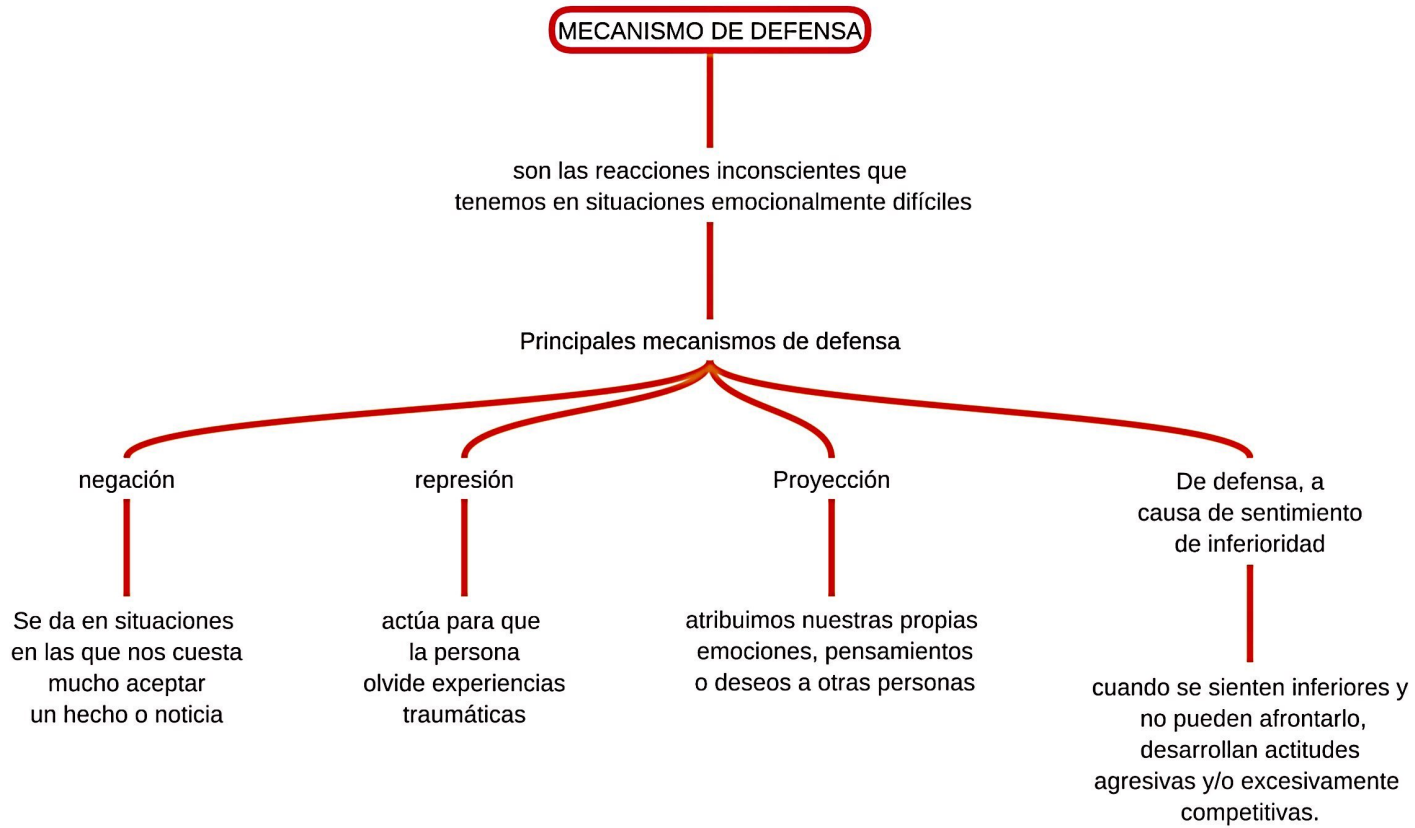 MECANISMO DE DEFENSA
son las reacciones inconscientes que
tenemos en situaciones emocionalmente difíciles
Principales mecanismos de defensa
negación
Se da en situaciones
en las que nos cuesta
mucho aceptar
un hecho o noticia
represión
actúa para que
la persona
olvide experiencias
traumáticas
Proyección
atribuimos nuestras propias
emociones, pensamientos
o deseos a otras personas
De defensa, a
causa de sentimiento
de inferioridad
cuando se sienten inferiores y
no pueden afrontarlo,
desarrollan actitudes
agresivas y/o excesivamente
competitivas.